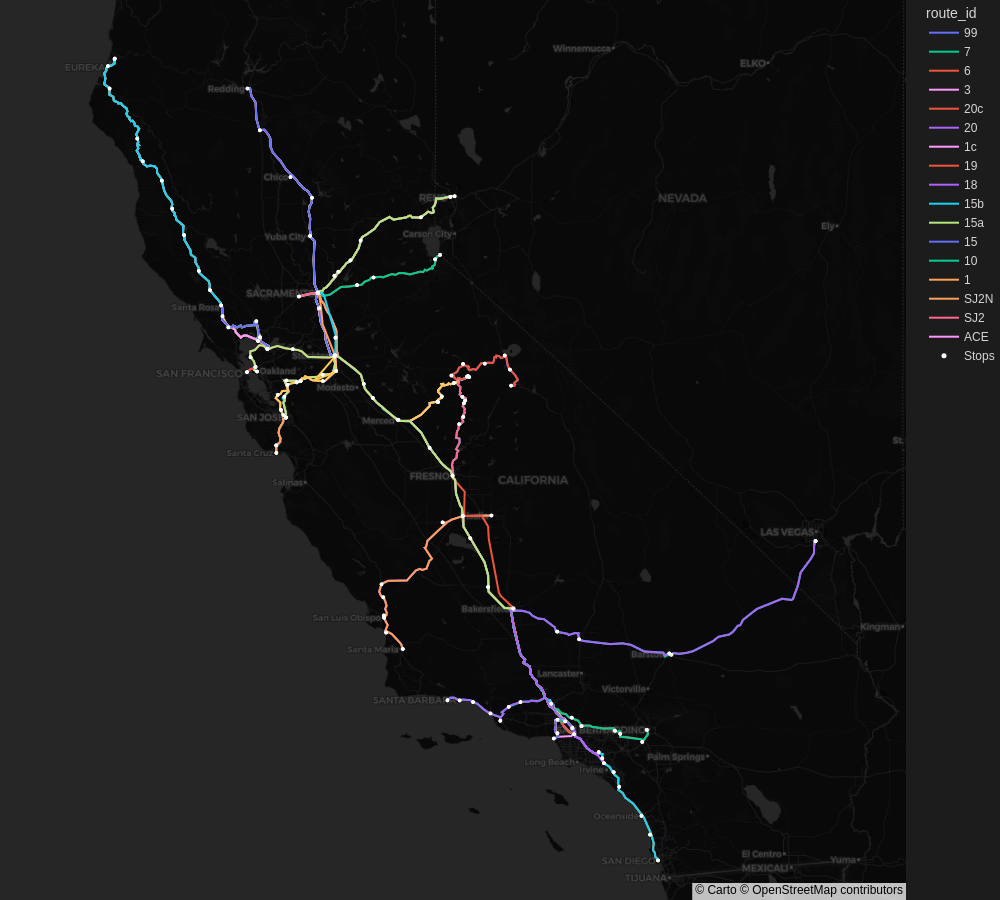 route_id
99
7
6
3
20c
20
1c
19
18
15b
15a
15
10
1
SJ2N
SJ2
ACE
Stops
EUREKA
Winnemucca
ELKO
Redding
Chico
RENO
NEVADA
Carson City
Ely
Yuba City
SACRAMENTO
Santa Rosa
Stockton
SAN FRANCISCO
Oakland
Modesto
SAN JOSE
Merced
St.
Santa Cruz
FRESNO
CALIFORNIA
Salinas
LAS VEGAS
Bakersfield
San Luis Obispo
Kingman
Santa Maria
Barstow
Lancaster
Victorville
SANTA BARBARA
BERNARDINO
Palm Springs
Long Beach
Irvine
Oceanside
SAN DIEGO
El Centro
Yuma
MEXICALI
TIJUANA
© Carto © OpenStreetMap contributors